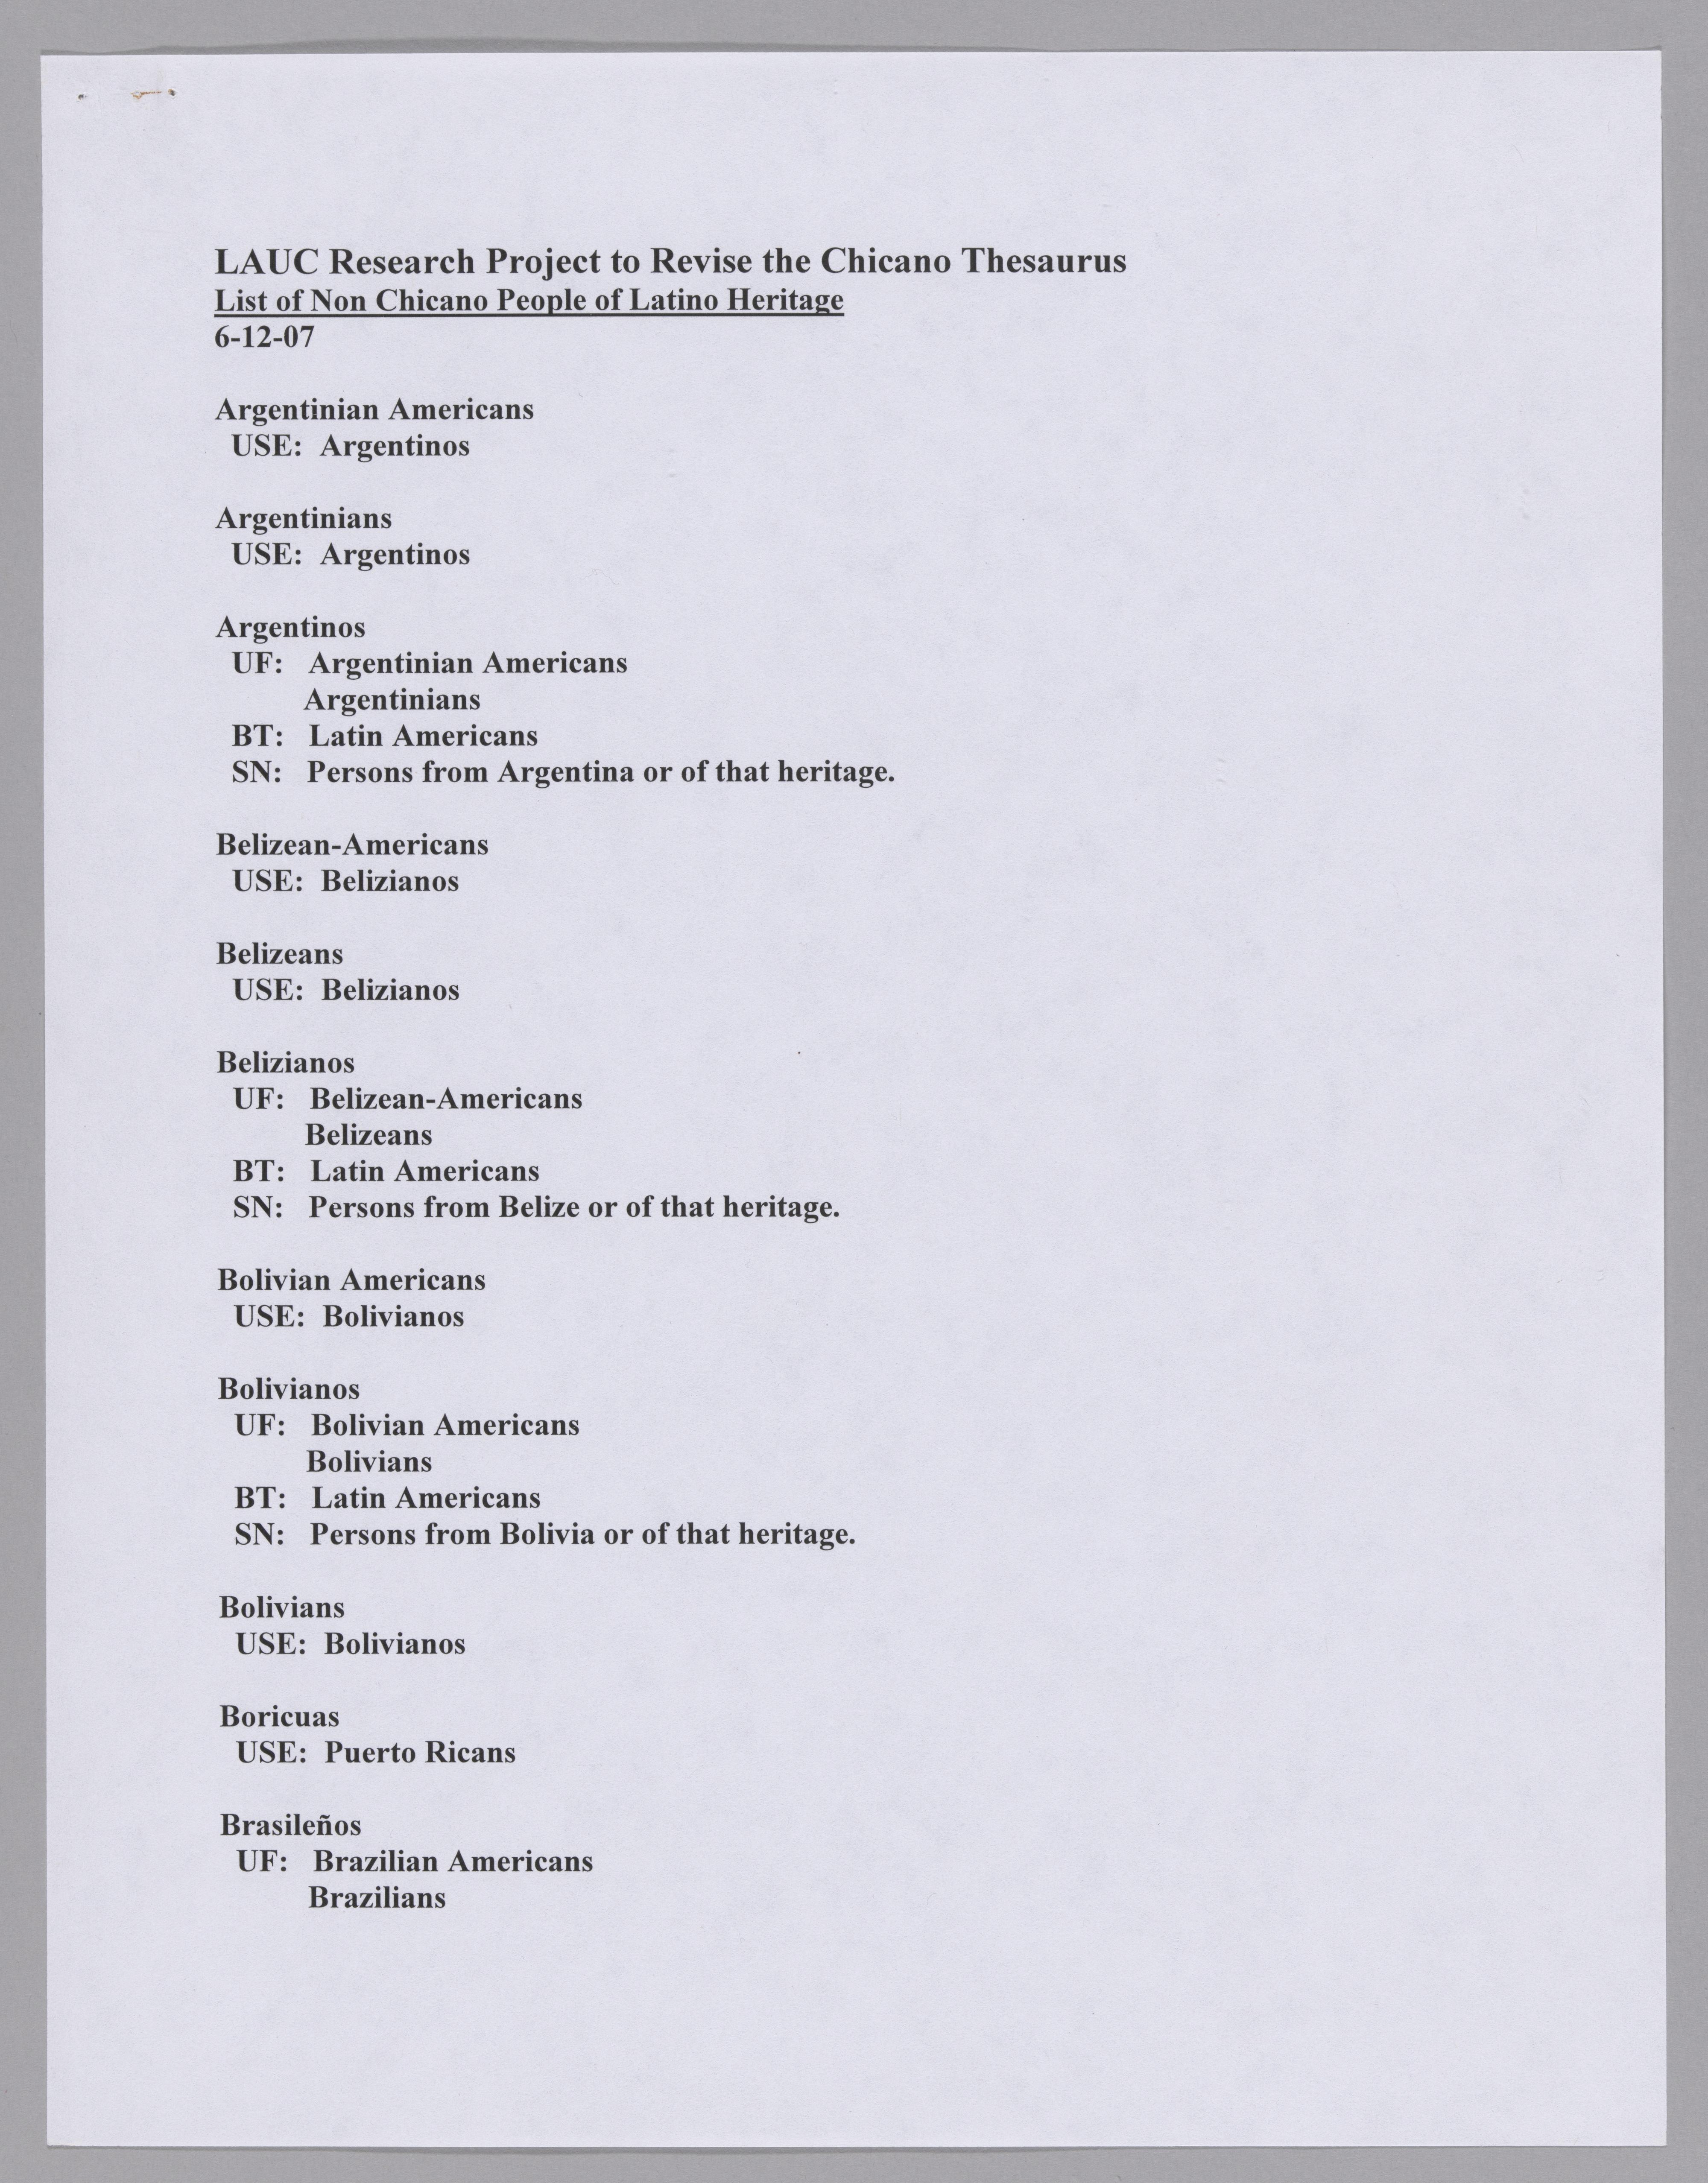 LAUC Research Project to Revise the Chicano Thesaurus
List of Non Chicano People of Latino Heritage
6-12-07
Argentinian Americans
USE: Argentinos
Argentinians
USE: Argentinos
Argentinos
UF: Argentinian Americans
Argentinians
BT: Latin Americans
SN: Persons from Argentina or of that heritage.
Belizean-Americans
USE: Belizianos
Belizeans
USE: Belizianos
Belizianos
UF: Belizean-Americans
Belizeans
BT: Latin Americans
SN: Persons from Belize or of that heritage.
Bolivian Americans
USE: Bolivianos
Bolivianos
UF: Bolivian Americans
Bolivians
BT: Latin Americans
SN: Persons from Bolivia or of that heritage.
Bolivians
USE: Bolivianos
Boricuas
USE: Puerto Ricans
Brasileños
UF: Brazilian Americans
Brazilians